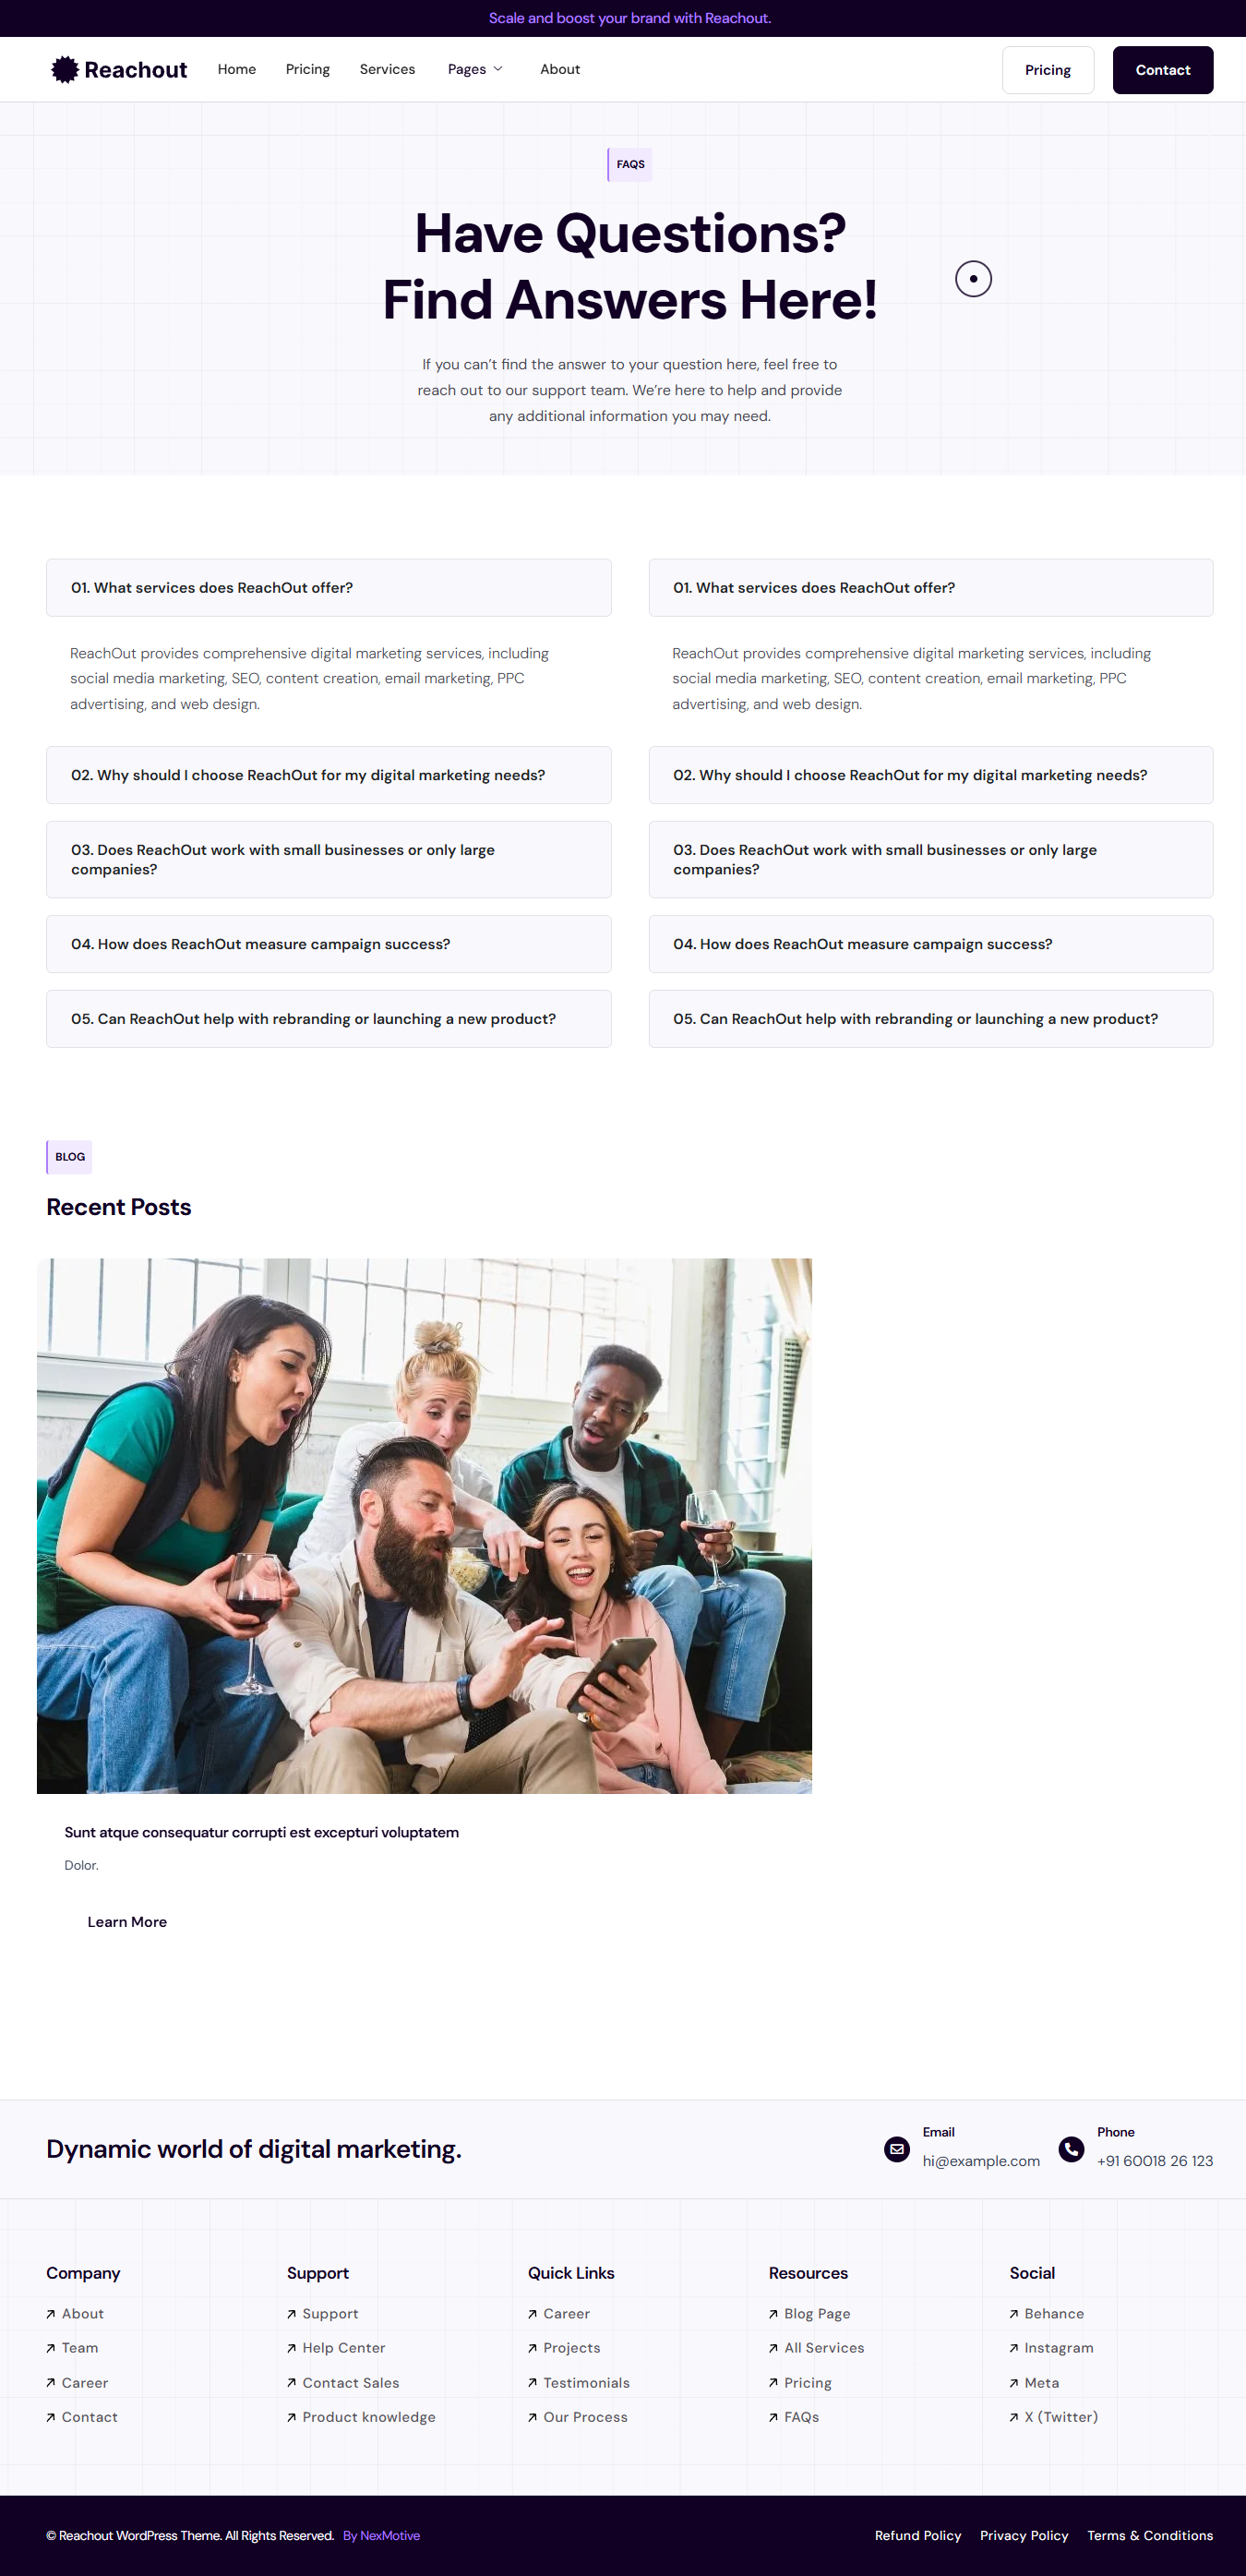 Scale and boost your brand with Reachout.
Reachout
Home
Pricing
Services
Pages
About
Pricing
Contact
FAQS
Have Questions?
Find Answers Here!
If you can't find the answer to your question here, feel free to
reach out to our support team. We're here to help and provide
any additional information you may need.
01. What services does ReachOut offer?
ReachOut provides comprehensive digital marketing services, including
social media marketing, SEO, content creation, email marketing, PPC
advertising, and web design.
02. Why should I choose ReachOut for my digital marketing needs?
03. Does ReachOut work with small businesses or only large
companies?
04. How does ReachOut measure campaign success?
05. Can ReachOut help with rebranding or launching a new product?
01. What services does ReachOut offer?
ReachOut provides comprehensive digital marketing services, including
social media marketing, SEO, content creation, email marketing, PPC
advertising, and web design.
02. Why should I choose ReachOut for my digital marketing needs?
03. Does ReachOut work with small businesses or only large
companies?
04. How does ReachOut measure campaign success?
05. Can ReachOut help with rebranding or launching a new product?
BLOG
Recent Posts
Sunt atque consequatur corrupti est excepturi voluptatem
Dolor.
Learn More
Dynamic world of digital marketing.
Email
hi@example.com
Phone
+91 60018 26 123
Company
About
Team
Career
Contact
Support
Support
Help Center
Contact Sales
Product knowledge
Quick Links
Career
Projects
Testimonials
Our Process
Resources
Blog Page
All Services
Pricing
FAQs
Social
Behance
Instagram
Meta
X (Twitter)
© Reachout WordPress Theme. All Rights Reserved. By NexMotive
Refund Policy
Privacy Policy
Terms & Conditions